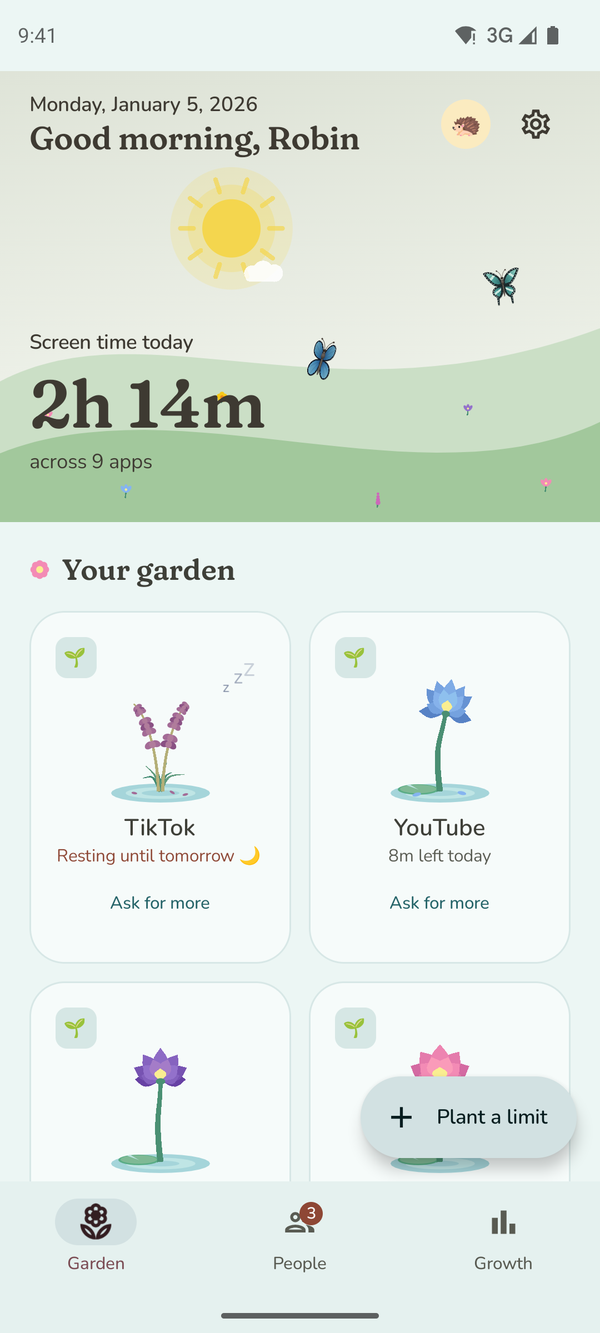 9:41
3G
Monday, January 5, 2026
Good morning, Robin
Screen time today
2h 14m
across 9 apps
Your garden
z z Z
TikTok
Resting until tomorrow 🌙
Ask for more
YouTube
8m left today
Ask for more
+ Plant a limit
3
Garden
People
Growth